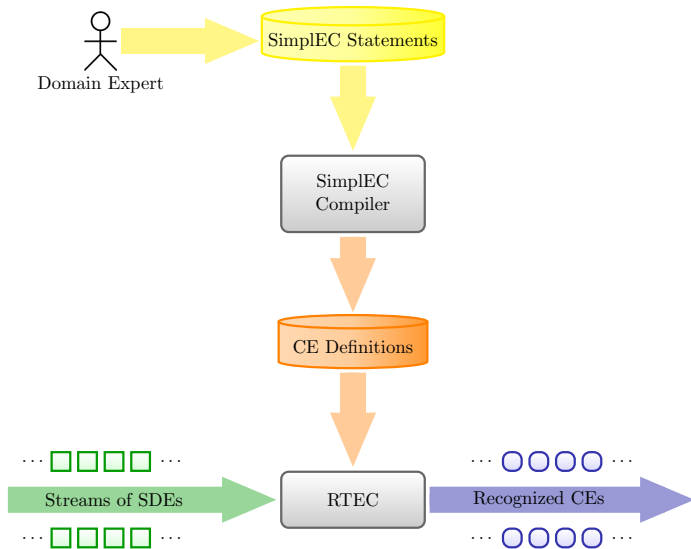 SimplEC Statements
Domain Expert
SimplEC
Compiler
CE Definitions
... ...
... ...
Streams of SDEs
RTEC
Recognized CEs
... ...
... ...